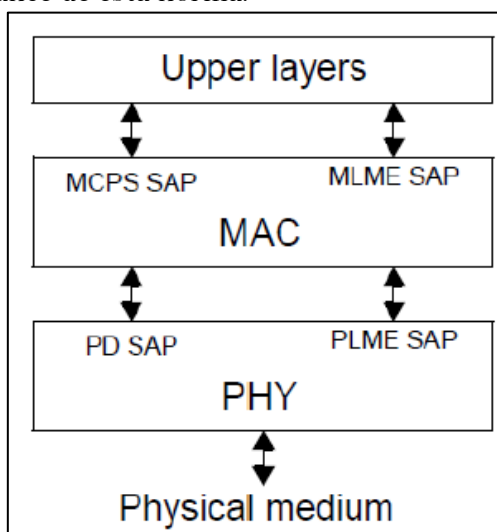 Upper layers
MCPS SAP MLME SAP
MAC
PD SAP PLME SAP
PHY
Physical medium